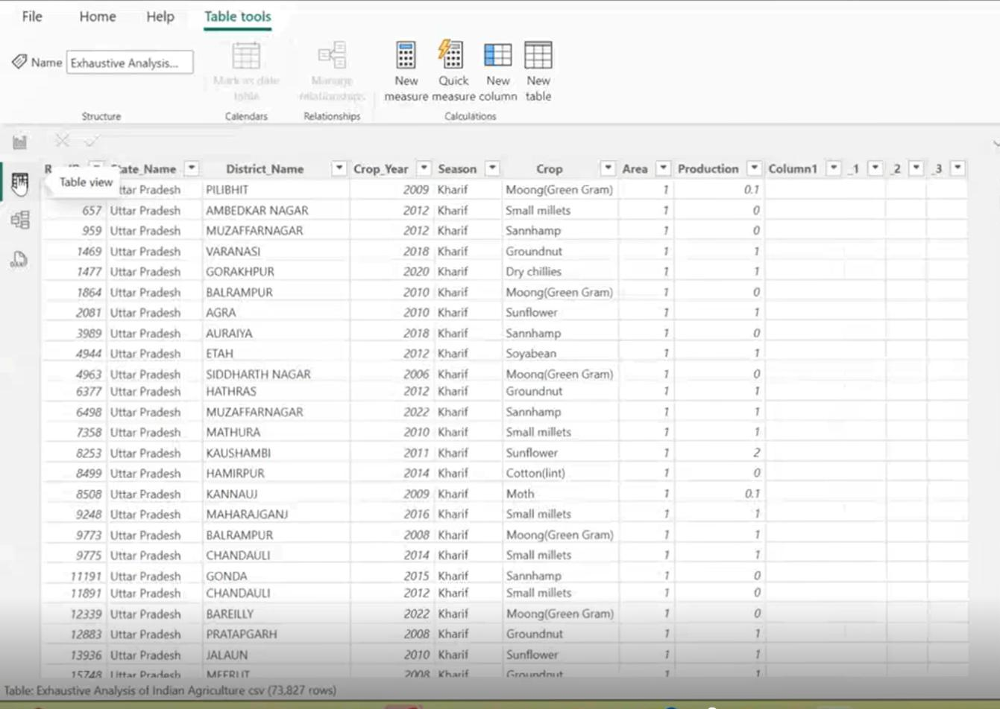 File Home Help Table tools
Name Exhaustive Analysis...
Mark as date table
Manage relationships
New measure
Quick measure
New column
New table
Structure Calendars Relationships Calculations
State_Name District_Name Crop_Year Season Crop Area Production Column1 _1 _2 _3
Table view
Uttar Pradesh PILIBHIT 2009 Kharif Moong(Green Gram) 1 0.1
657 Uttar Pradesh AMBEDKAR NAGAR 2012 Kharif Small millets 1 0
959 Uttar Pradesh MUZAFFARNAGAR 2012 Kharif Sannhamp 1 0
1469 Uttar Pradesh VARANASI 2018 Kharif Groundnut 1 1
1477 Uttar Pradesh GORAKHPUR 2020 Kharif Dry chillies 1 1
1864 Uttar Pradesh BALRAMPUR 2010 Kharif Moong(Green Gram) 1 0
2081 Uttar Pradesh AGRA 2010 Kharif Sunflower 1 1
3989 Uttar Pradesh AURAIYA 2018 Kharif Sannhamp 1 0
4944 Uttar Pradesh ETAH 2012 Kharif Soyabean 1 1
4963 Uttar Pradesh SIDDHARTH NAGAR 2006 Kharif Moong(Green Gram) 1 0
6377 Uttar Pradesh HATHRAS 2012 Kharif Groundnut 1 1
6498 Uttar Pradesh MUZAFFARNAGAR 2022 Kharif Sannhamp 1 1
7358 Uttar Pradesh MATHURA 2010 Kharif Small millets 1 1
8253 Uttar Pradesh KAUSHAMBI 2011 Kharif Sunflower 1 2
8499 Uttar Pradesh HAMIRPUR 2014 Kharif Cotton(lint) 1 0
8508 Uttar Pradesh KANNAUJ 2009 Kharif Moth 1 0.1
9248 Uttar Pradesh MAHARAJGANJ 2016 Kharif Small millets 1 1
9773 Uttar Pradesh BALRAMPUR 2008 Kharif Moong(Green Gram) 1 1
9775 Uttar Pradesh CHANDAULI 2014 Kharif Small millets 1 1
11191 Uttar Pradesh GONDA 2015 Kharif Sannhamp 1 0
11891 Uttar Pradesh CHANDAULI 2012 Kharif Small millets 1 0
12339 Uttar Pradesh BAREILLY 2022 Kharif Moong(Green Gram) 1 0
12883 Uttar Pradesh PRATAPGARH 2008 Kharif Groundnut 1 1
13936 Uttar Pradesh JALAUN 2010 Kharif Sunflower 1 1
15748 Uttar Pradesh MEERUT 2008 Kharif Groundnut 1 1
Table: Exhaustive Analysis of Indian Agriculture csv (73,827 rows)